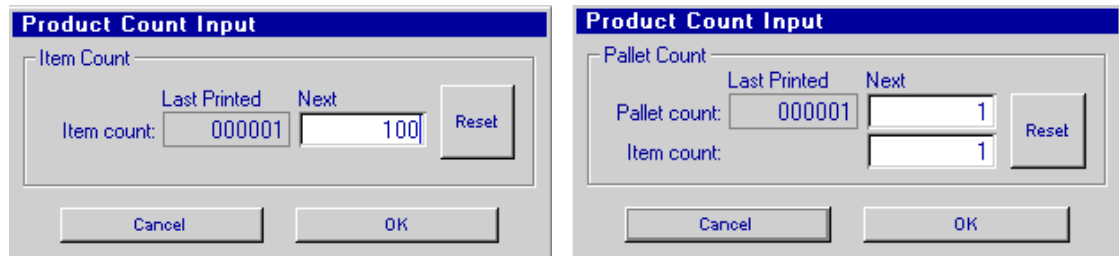 Product Count Input
Item Count
Last Printed Next
Item count: 000001 100 Reset
Cancel OK
Product Count Input
Pallet Count
Last Printed Next
Pallet count: 000001 1 Reset
Item count: 1
Cancel OK